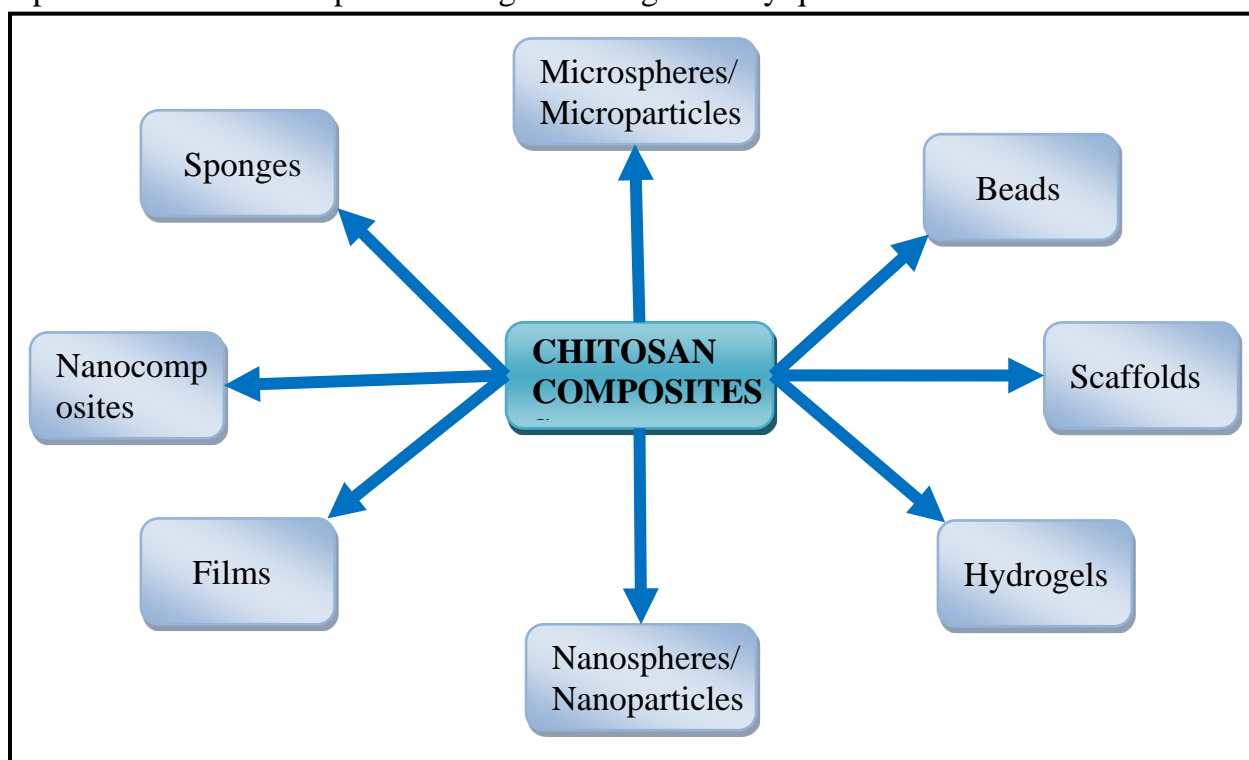 Microspheres/
Microparticles
Sponges
Beads
Nanocomp
osites
CHITOSAN
COMPOSITES
Scaffolds
Films
Hydrogels
Nanospheres/
Nanoparticles